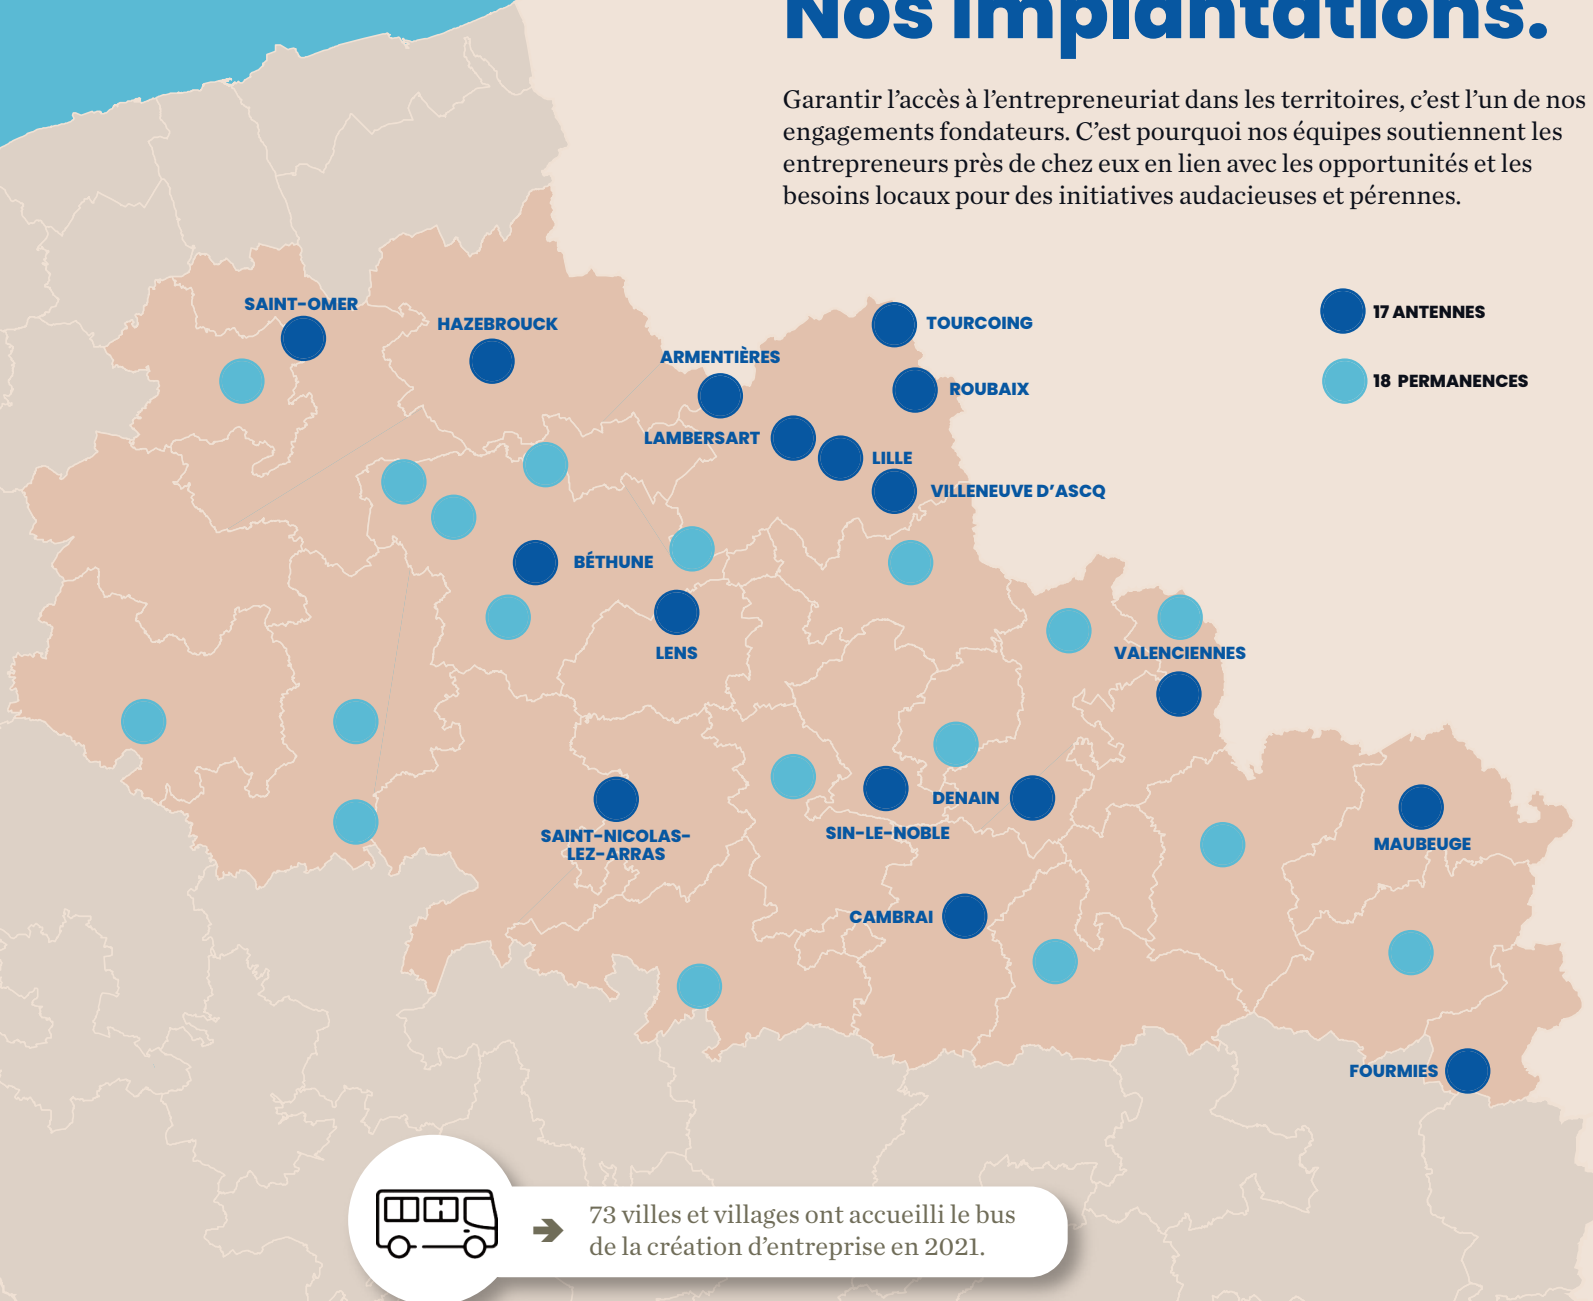 Nos implantations.
Garantir l’accès à l’entrepreneuriat dans les territoires, c’est l’un de nos
engagements fondateurs. C’est pourquoi nos équipes soutiennent les
entrepreneurs près de chez eux en lien avec les opportunités et les
besoins locaux pour des initiatives audacieuses et pérennes.
17 ANTENNES
18 PERMANENCES
SAINT-OMER
HAZEBROUCK
TOURCOING
ARMENTIÈRES
ROUBAIX
LAMBERSART
LILLE
VILLENEUVE D’ASCQ
BÉTHUNE
LENS
VALENCIENNES
DENAIN
SIN-LE-NOBLE
SAINT-NICOLAS-
LEZ-ARRAS
MAUBEUGE
CAMBRAI
FOURMIES
73 villes et villages ont accueilli le bus
de la création d’entreprise en 2021.